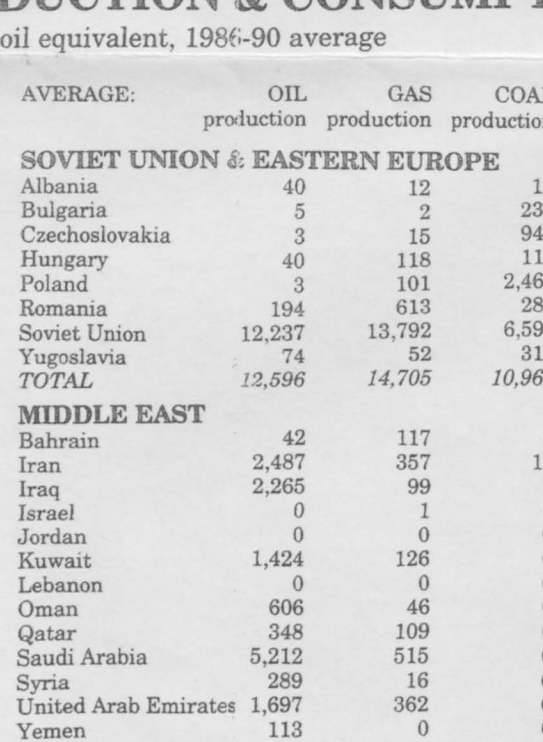 oil equivalent, 1986-90 average
AVERAGE: OIL GAS
production production
SOVIET UNION & EASTERN EUROPE
Albania 40 12
Bulgaria 5 2
Czechoslovakia 3 15
Hungary 40 118
Poland 3 101
Romania 194 613
Soviet Union 12,237 13,792
Yugoslavia 74 52
TOTAL 12,596 14,705
MIDDLE EAST
Bahrain 42 117
Iran 2,487 357
Iraq 2,265 99
Israel 0 1
Jordan 0 0
Kuwait 1,424 126
Lebanon 0 0
Oman 606 46
Qatar 348 109
Saudi Arabia 5,212 515
Syria 289 16
United Arab Emirates 1,697 362
Yemen 113 0